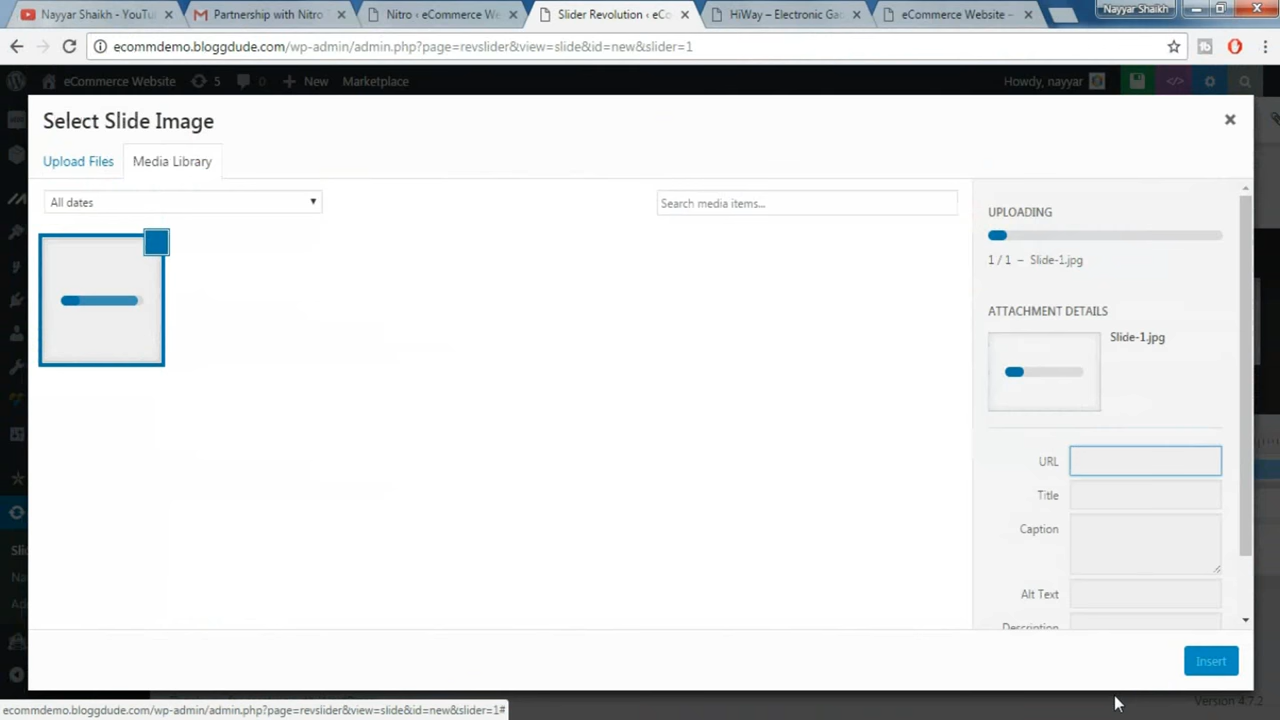 Nayyar Shaikh - YouTu
Partnership with Nitro
Nitro ‹ eCommerce We
Slider Revolution ‹ eCo
HiWay – Electronic Ga
eCommerce Website –
Nayyar Shaikh
ecommdemo.bloggdude.com/wp-admin/admin.php?page=revslider&view=slide&id=new&slider=1
eCommerce Website 5 0 New Marketplace Howdy, nayyar
Select Slide Image
Upload Files Media Library
All dates
Search media items...
UPLOADING
1 / 1 – Slide-1.jpg
ATTACHMENT DETAILS
Slide-1.jpg
URL
Title
Caption
Alt Text
Description
Insert
Slid
Na
Ad
Version 4.7.2
ecommdemo.bloggdude.com/wp-admin/admin.php?page=revslider&view=slide&id=new&slider=1#